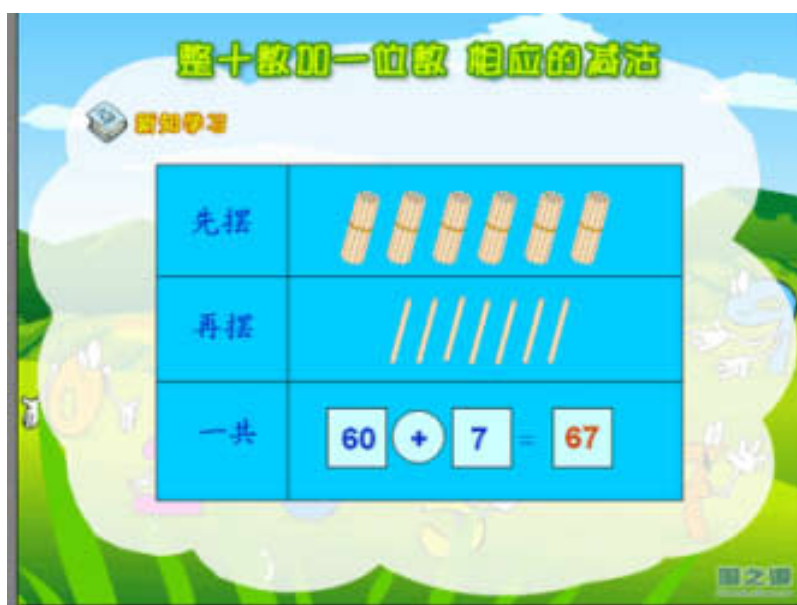 整十数加一位数 相应的减法
新知学习
先摆
再摆
一共 60 + 7 = 67